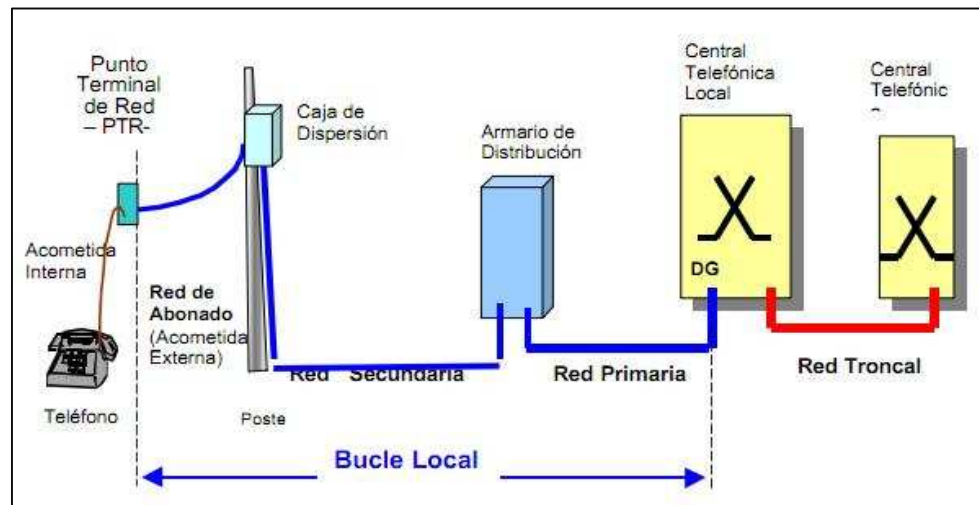 Punto
Terminal
de Red
– PTR-
Caja de
Dispersión
Armario de
Distribución
Central
Telefónica
Local
Central
Telefónic
DG
Acometica
Interna
Red de
Abonado
(Acometida
Externa)
Teléfono
Poste
Red Secundaria
Red Primaria
Red Troncal
Bucle Local